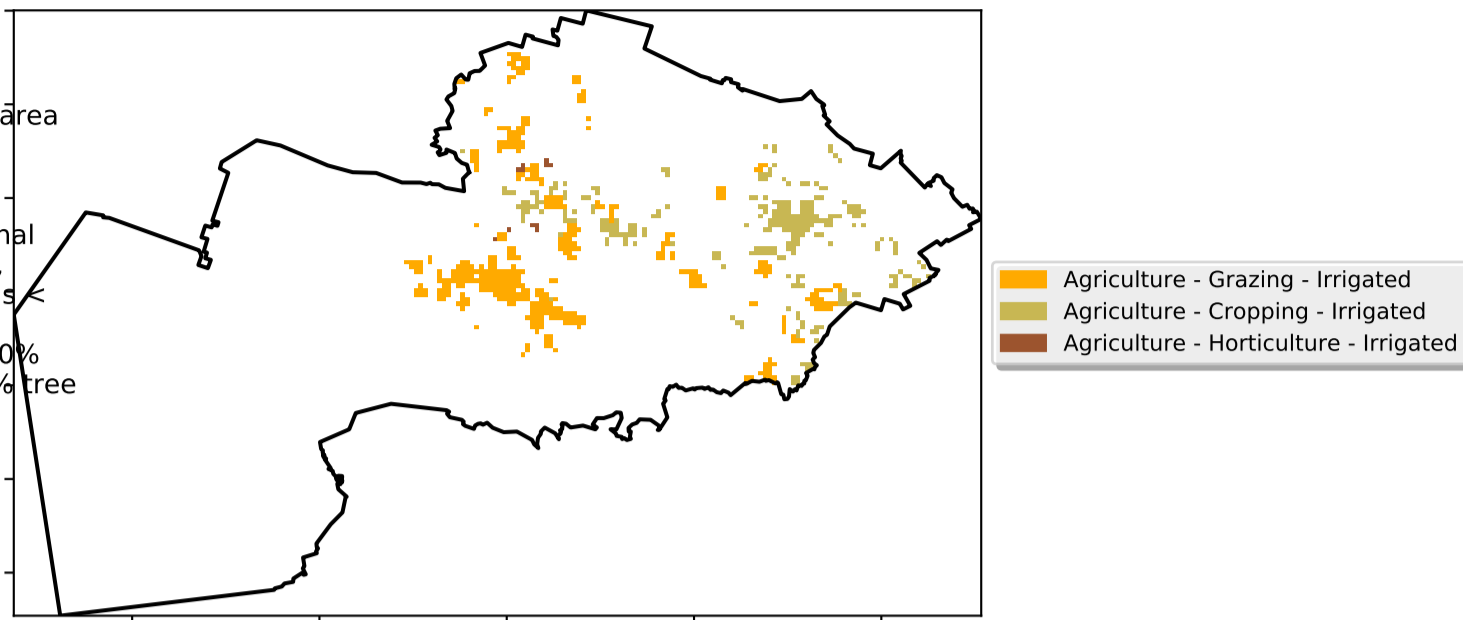 area
nal
s <
0%
% tree
Agriculture - Grazing - Irrigated
Agriculture - Cropping - Irrigated
Agriculture - Horticulture - Irrigated